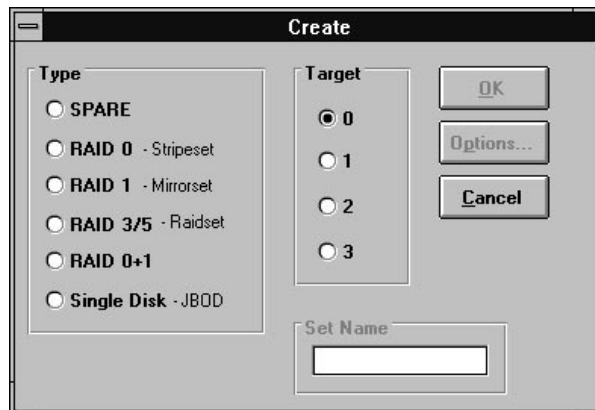 Create
Type
SPARE
RAID 0 - Stripeset
RAID 1 - Mirrorset
RAID 3/5 - Raidset
RAID 0+1
Single Disk - JBOD
Target
0
1
2
3
OK
Options...
Cancel
Set Name